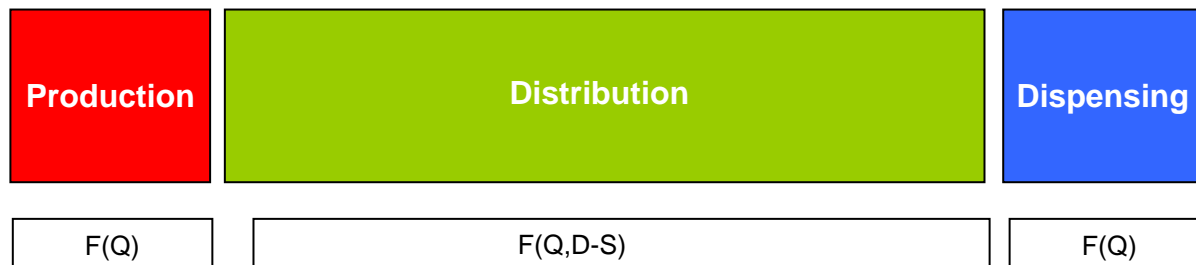 Production
Distribution
Dispensing
F(Q)
F(Q,D-S)
F(Q)